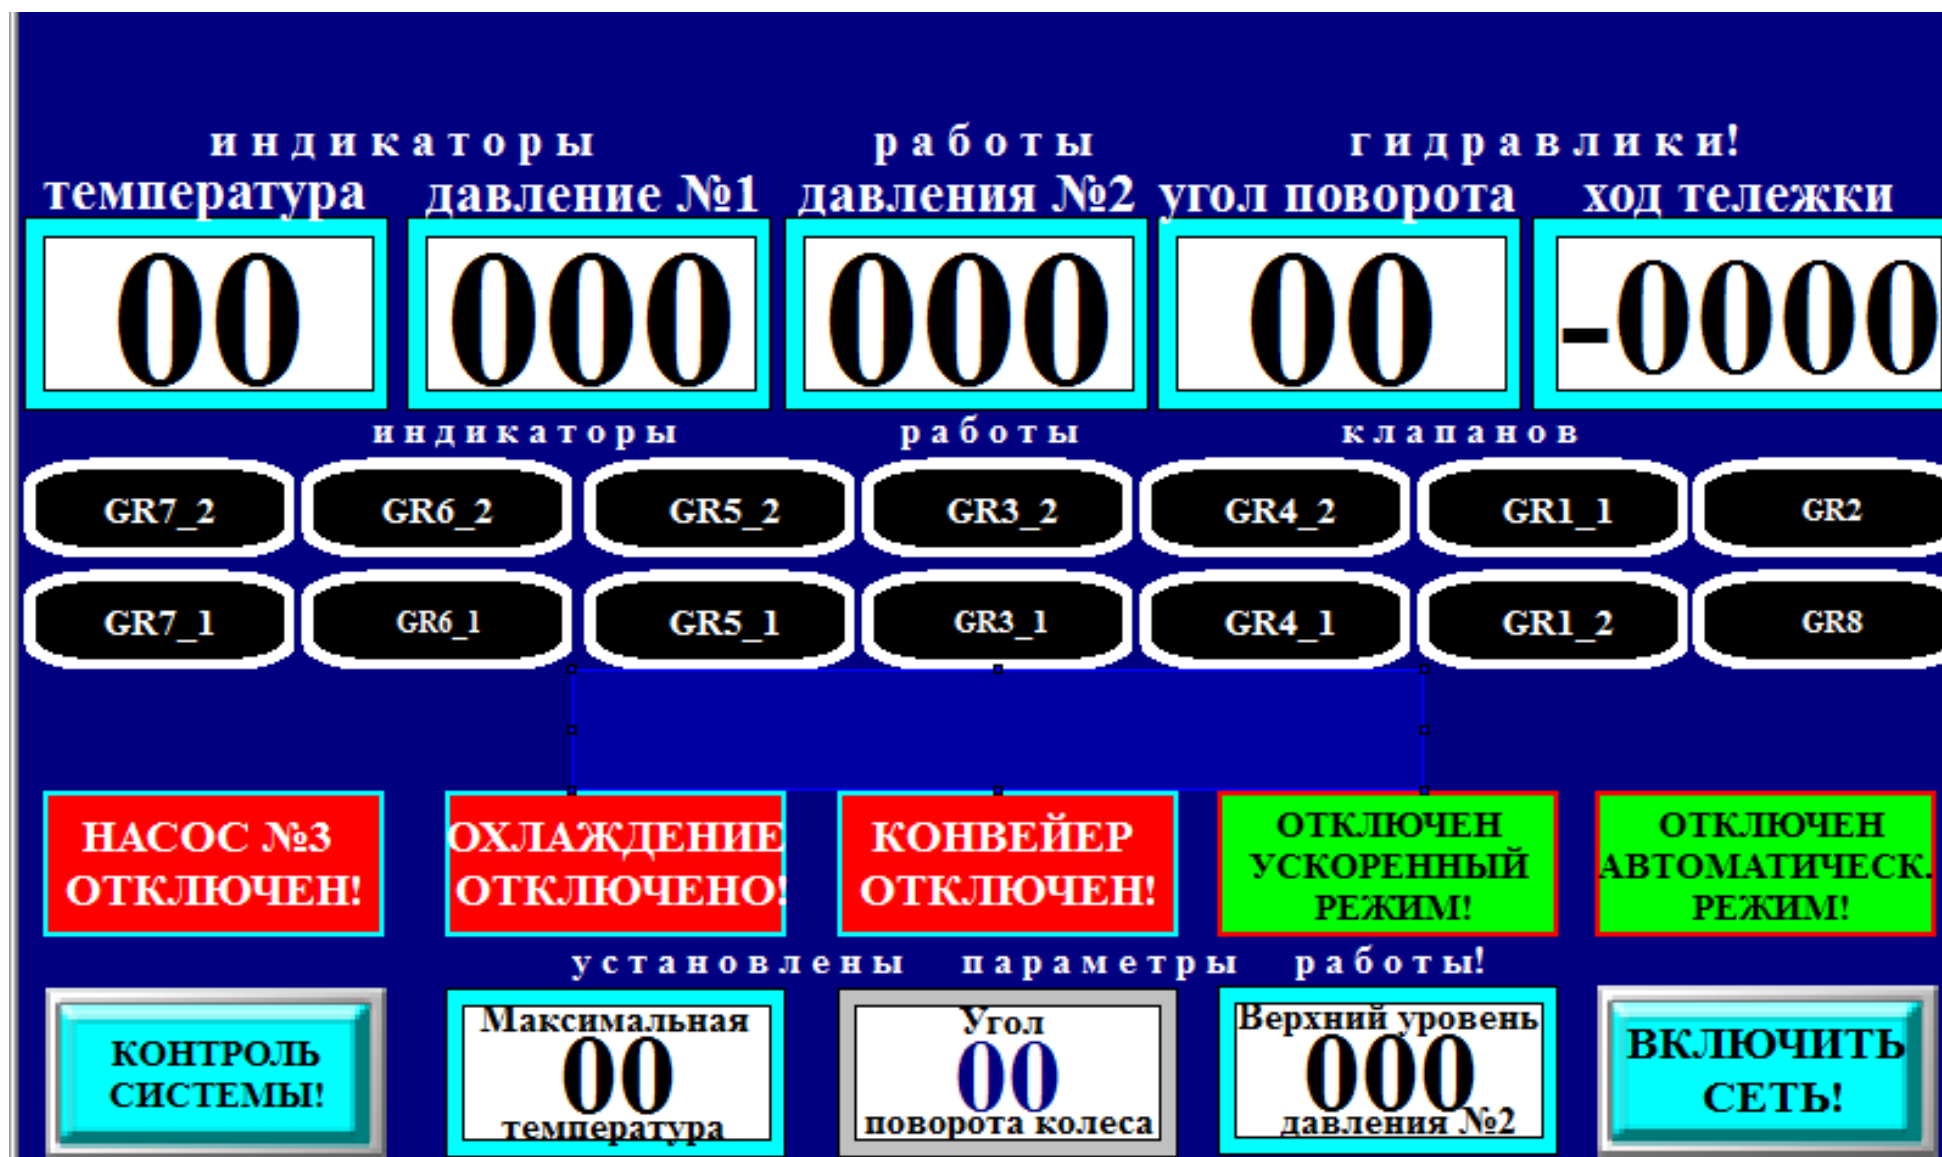 индикаторы работы гидравлики!
температура давление №1 давления №2 угол поворота ход тележки
00 000 000 00 -0000
индикаторы работы клапанов
GR7_2 GR6_2 GR5_2 GR3_2 GR4_2 GR1_1 GR2
GR7_1 GR6_1 GR5_1 GR3_1 GR4_1 GR1_2 GR8
НАСОС №3
ОТКЛЮЧЕН!
ОХЛАЖДЕНИЕ
ОТКЛЮЧЕНО!
КОНВЕЙЕР
ОТКЛЮЧЕН!
ОТКЛЮЧЕН
УСКОРЕННЫЙ
РЕЖИМ!
ОТКЛЮЧЕН
АВТОМАТИЧЕСК.
РЕЖИМ!
установлены параметры работы!
КОНТРОЛЬ
СИСТЕМЫ!
Максимальная
00
температура
Угол
00
поворота колеса
Верхний уровень
000
давления №2
ВКЛЮЧИТЬ
СЕТЬ!